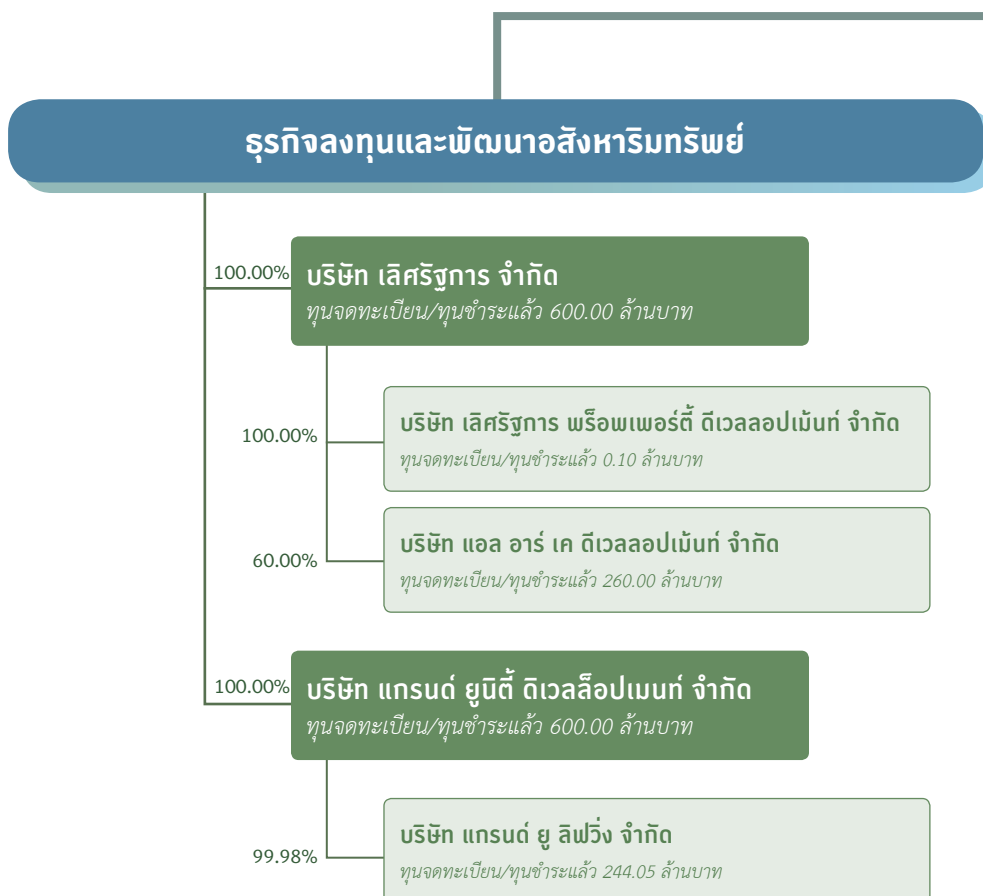 ธุรกิจลงทุนและพัฒนาอสังหาริมทรัพย์
100.00%
บริษัท เลิศรัฐการ จำกัด
ทุนจดทะเบียน/ทุนชำระแล้ว 600.00 ล้านบาท
100.00%
บริษัท เลิศรัฐการ พร็อพเพอร์ตี้ ดีเวลลอปเม้นท์ จำกัด
ทุนจดทะเบียน/ทุนชำระแล้ว 0.10 ล้านบาท
60.00%
บริษัท แอล อาร์ เค ดีเวลลอปเม้นท์ จำกัด
ทุนจดทะเบียน/ทุนชำระแล้ว 260.00 ล้านบาท
100.00%
บริษัท แกรนด์ ยูนิตี้ ดิเวลล็อปเมนท์ จำกัด
ทุนจดทะเบียน/ทุนชำระแล้ว 600.00 ล้านบาท
99.98%
บริษัท แกรนด์ ยู ลิฟวิ่ง จำกัด
ทุนจดทะเบียน/ทุนชำระแล้ว 244.05 ล้านบาท